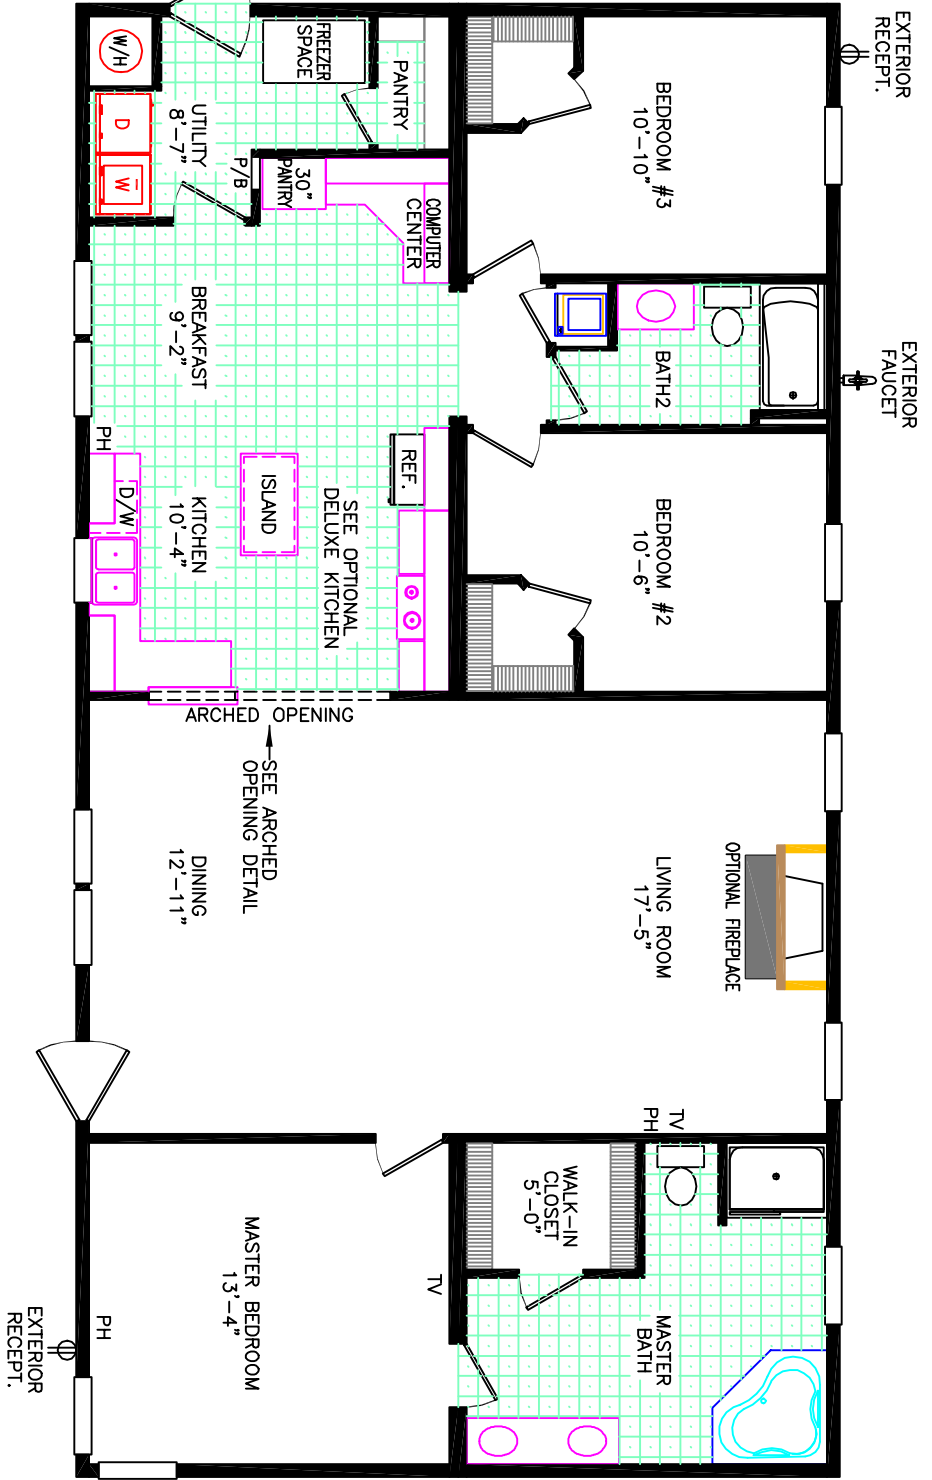 EXTERIOR
RECEPT.
EXTERIOR
FAUCET
BEDROOM #3
10'-10"
BATH2
BEDROOM #2
10'-6"
LIVING ROOM
17'-5"
OPTIONAL FIREPLACE
TV
PH
WALK-IN
CLOSET
5'-0"
MASTER
BATH
PANTRY
FREEZER
SPACE
W/H
D
W
UTILITY
8'-7"
P/B
30"
PANTRY
COMPUTER
CENTER
BREAKFAST
9'-2"
PH
REF.
ISLAND
D/W
KITCHEN
10'-4"
SEE OPTIONAL
DELUXE KITCHEN
ARCHED OPENING
SEE ARCHED
OPENING DETAIL
DINING
12'-11"
TV
MASTER BEDROOM
13'-4"
PH
EXTERIOR
RECEPT.